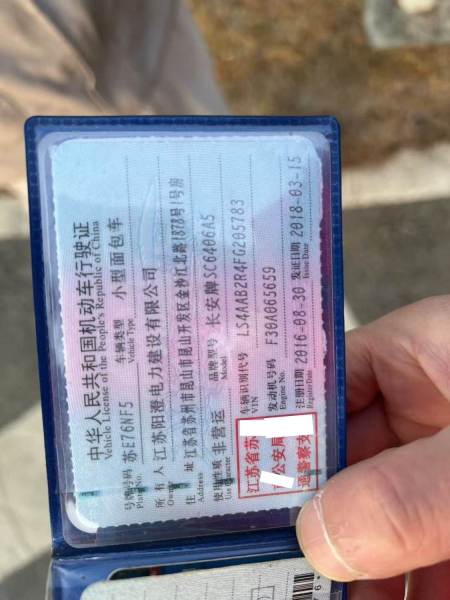 中华人民共和国机动车行驶证
Vehicle License of the People's Republic of China
号牌号码 苏E76NF5 车辆类型 小型面包车
Plate No. Vehicle Type
所有人 江苏阳澄电力建设有限公司
Owner
住址 江苏省苏州市昆山市昆山开发区金沙江北路1878号1号房
Address
使用性质 非营运 品牌型号 长安牌SC6406A5
Use Character Model
车辆识别代号 LS4AAB2R4FG205783
VIN
发动机号码 F30A065659
Engine No.
注册日期 2016-08-30 发证日期 2018-03-15
Register Date Issue Date
江苏省苏
公安局
通警察支